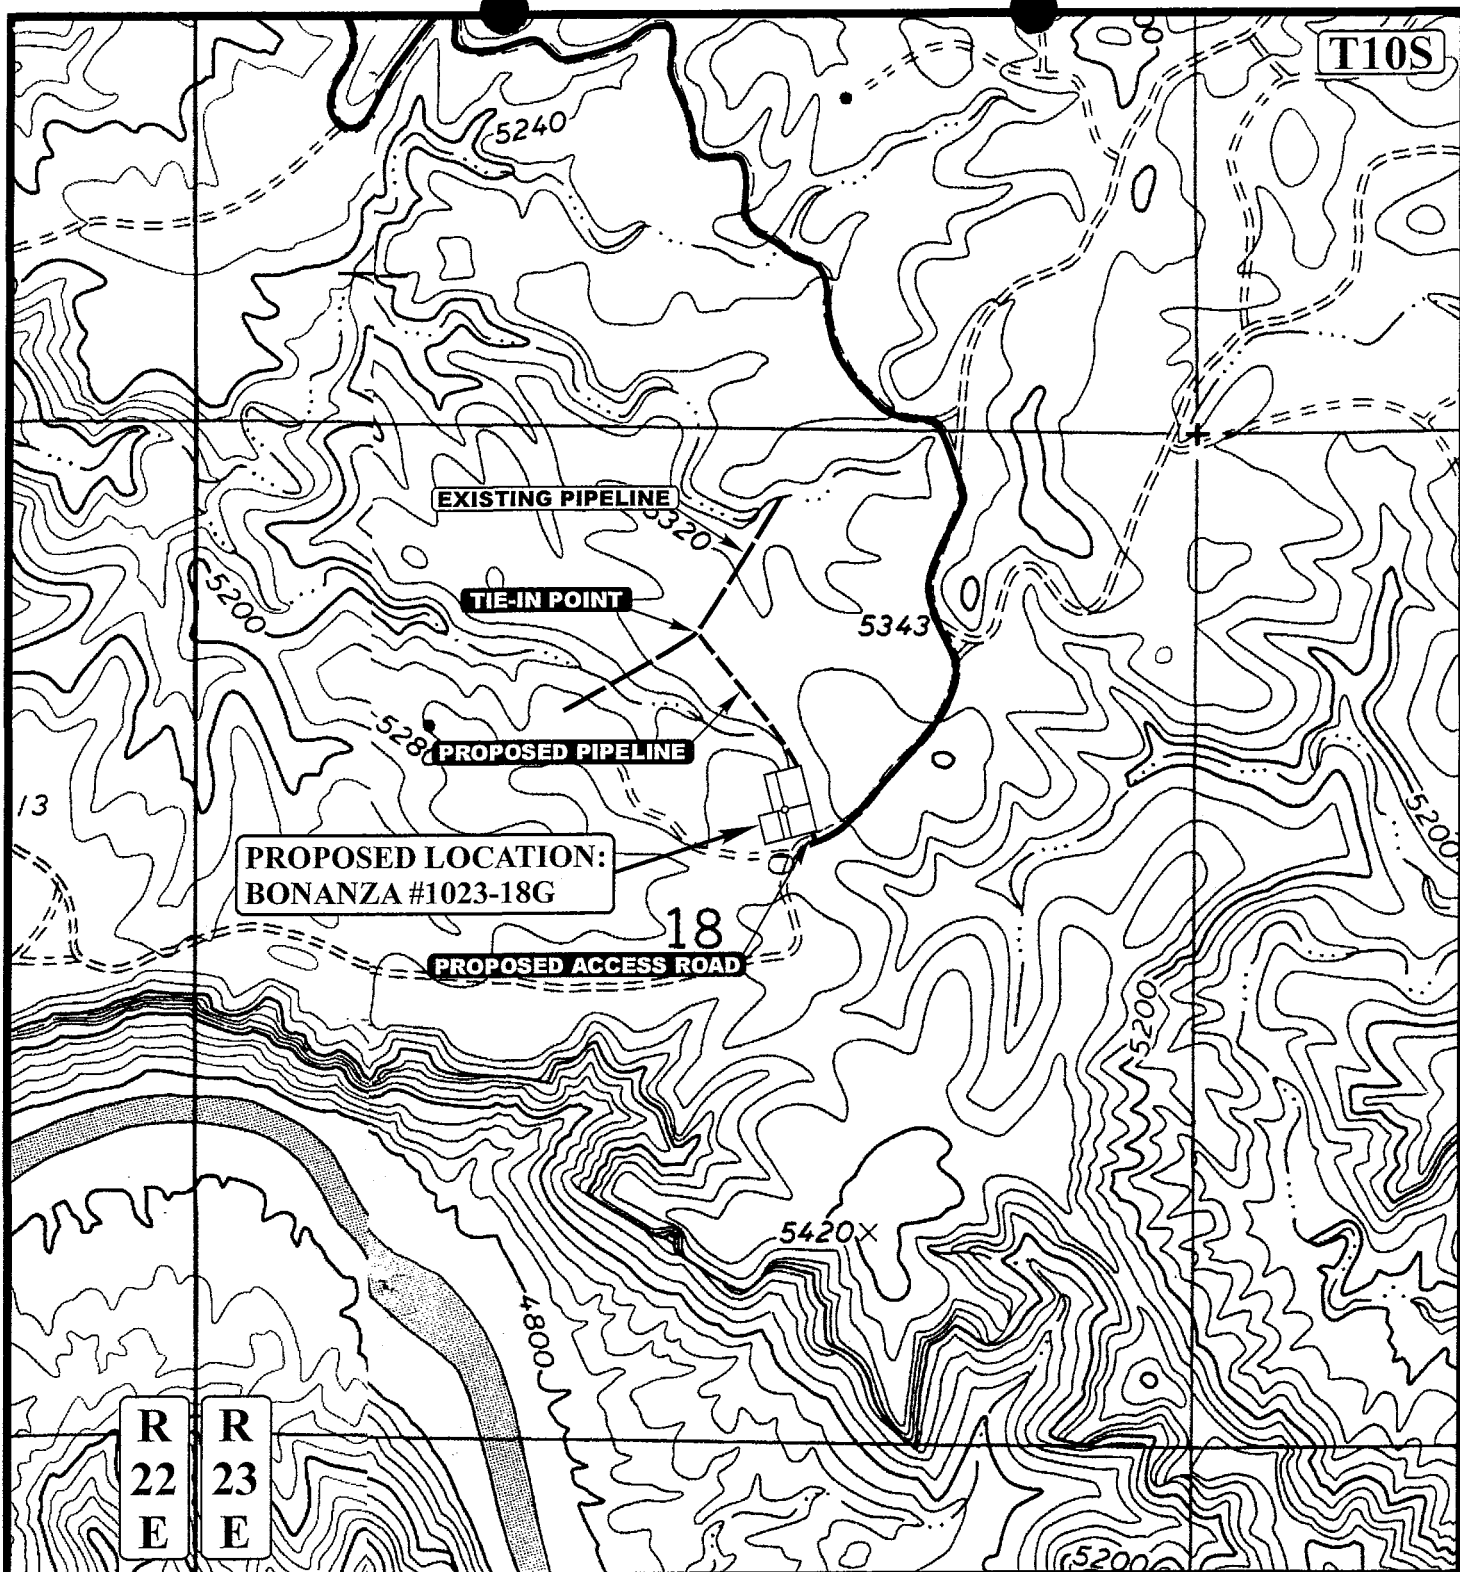 T10S
5240
EXISTING PIPELINE
5320
TIE-IN POINT
5200
5343
PROPOSED PIPELINE
13
5200
PROPOSED LOCATION:
BONANZA #1023-18G
18
PROPOSED ACCESS ROAD
5200
5420×
4800
R
22
E
R
23
E
5200